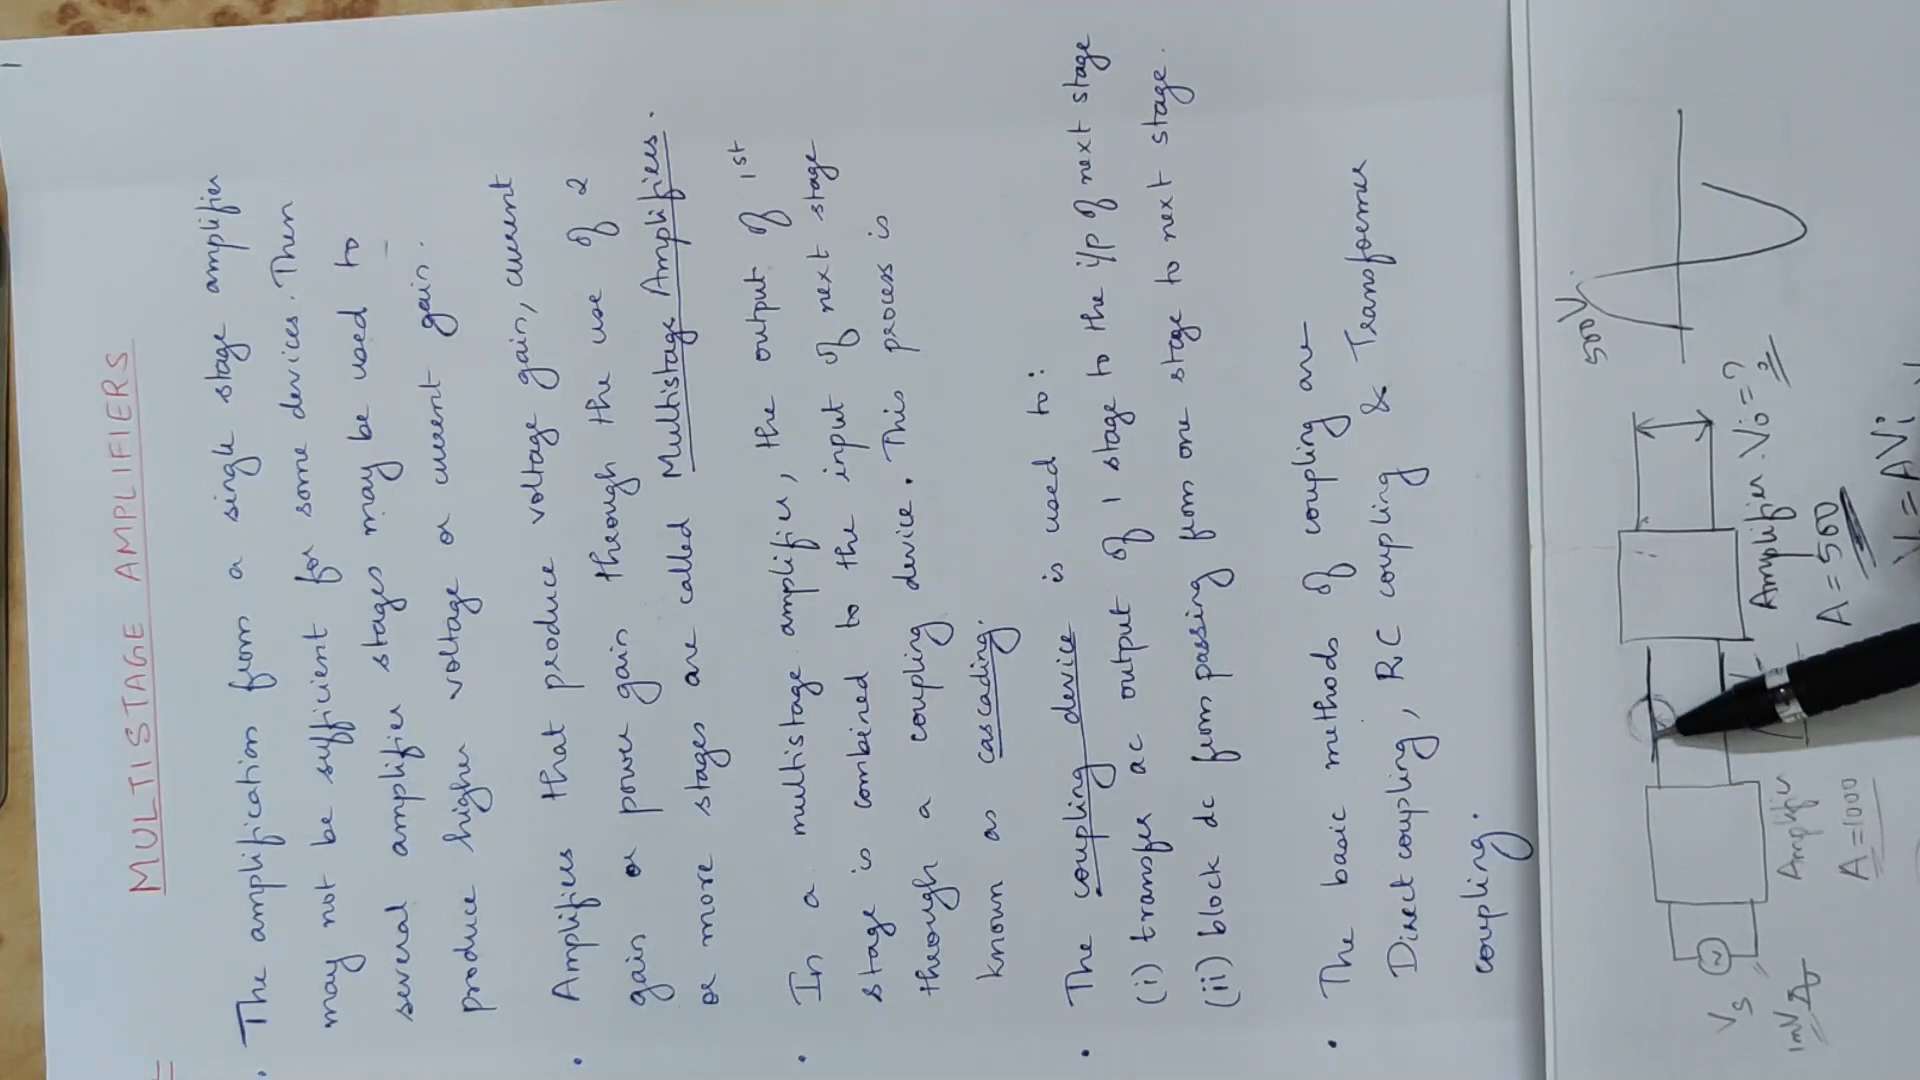 MULTISTAGE AMPLIFIERS
• The amplification from a single stage amplifier
may not be sufficient for some devices. Then
several amplifier stages may be used to
produce higher voltage or current gain.
• Amplifiers that produce voltage gain, current
gain or power gain through the use of 2
or more stages are called Multistage Amplifiers.
• In a multistage amplifier, the output of 1st
stage is combined to the input of next stage
through a coupling device. This process is
known as cascading.
• The coupling device is used to:
(i) transfer ac output of 1 stage to the i/p of next stage
(ii) block dc from passing from one stage to next stage.
• The basic methods of coupling are
Direct coupling, RC coupling & Transformer
coupling.
500V
Vs
1mV
Amplifier
A=1000
Amplifier
A = 500
Vo = ?
= AVi